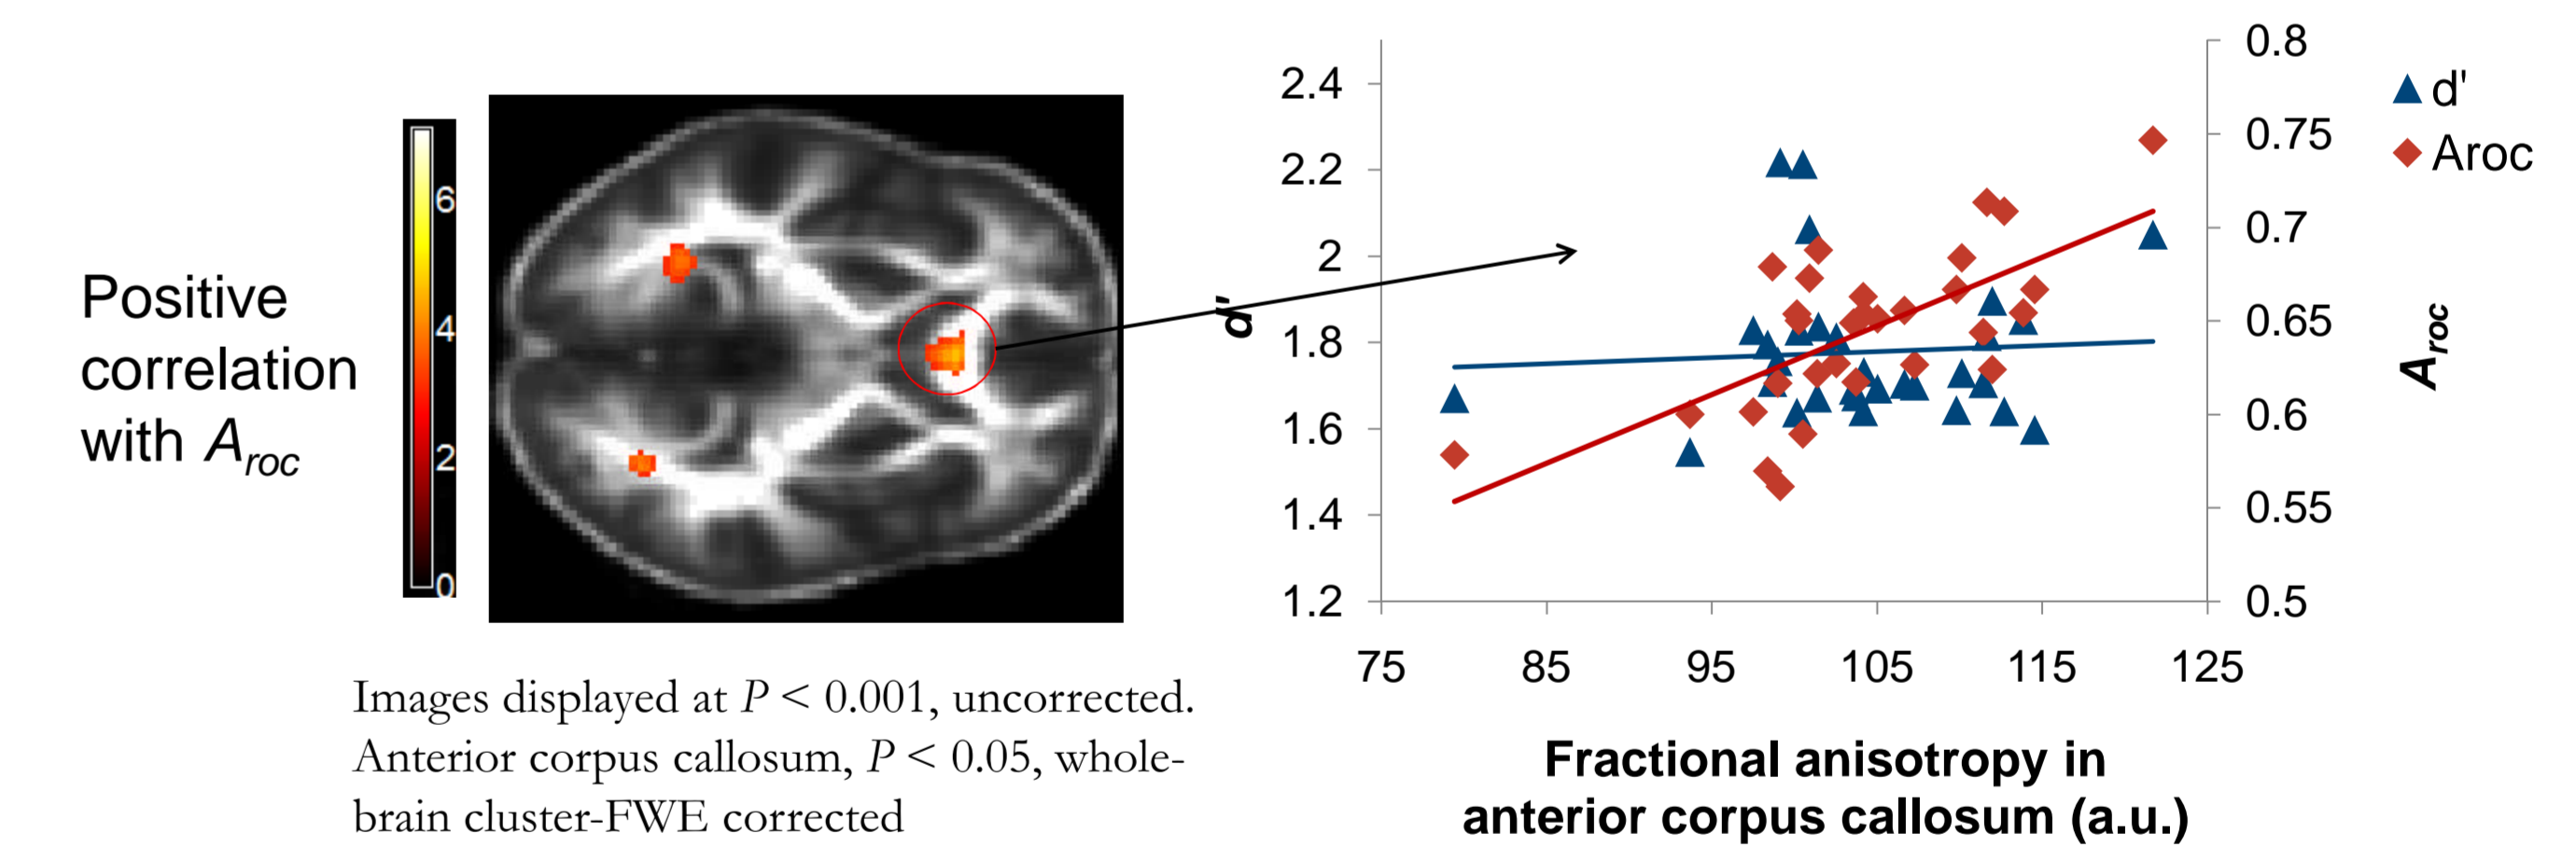 Positive
correlation
with Aroc
6
4
2
0
Images displayed at P < 0.001, uncorrected.
Anterior corpus callosum, P < 0.05, whole-
brain cluster-FWE corrected
d'
2.4
2.2
2
1.8
1.6
1.4
1.2
75 85 95 105 115 125
Fractional anisotropy in
anterior corpus callosum (a.u.)
0.8
0.75
0.7
0.65
0.6
0.55
0.5
Aroc
d'
Aroc